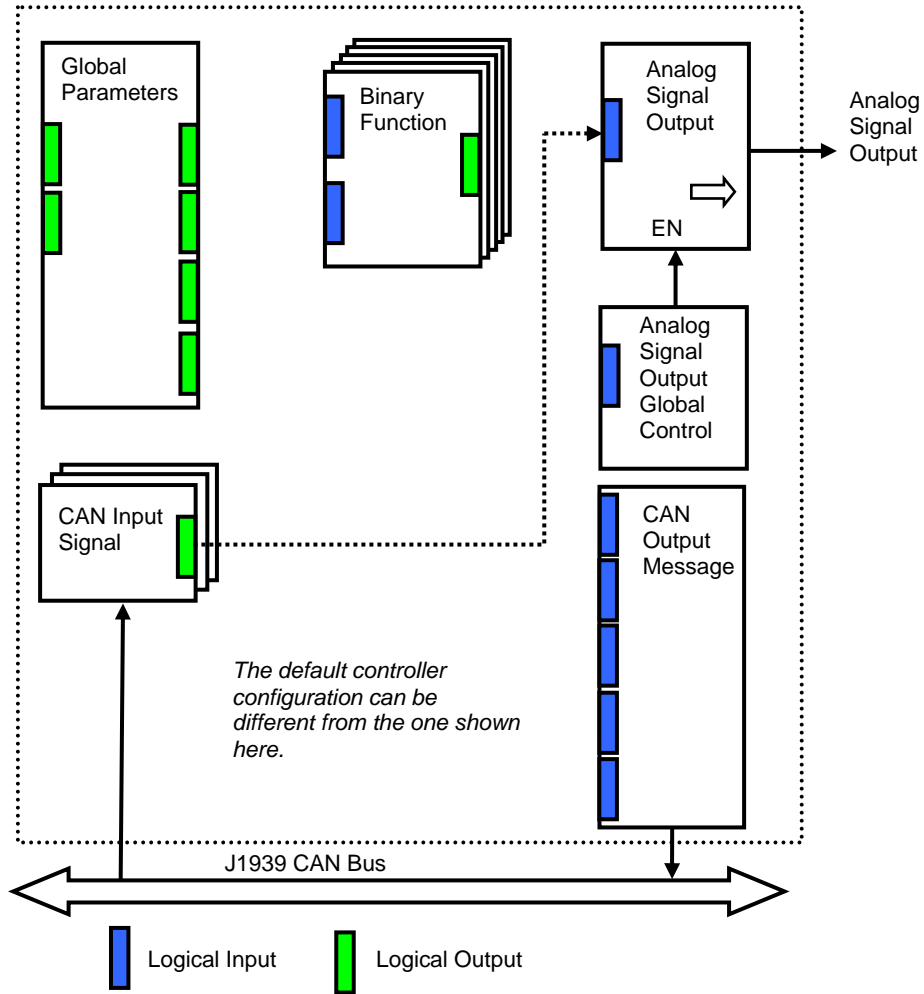 Global
Parameters
Binary
Function
Analog
Signal
Output
EN
Analog
Signal
Output
Analog
Signal
Output
Global
Control
CAN Input
Signal
CAN
Output
Message
The default controller
configuration can be
different from the one shown
here.
J1939 CAN Bus
Logical Input
Logical Output